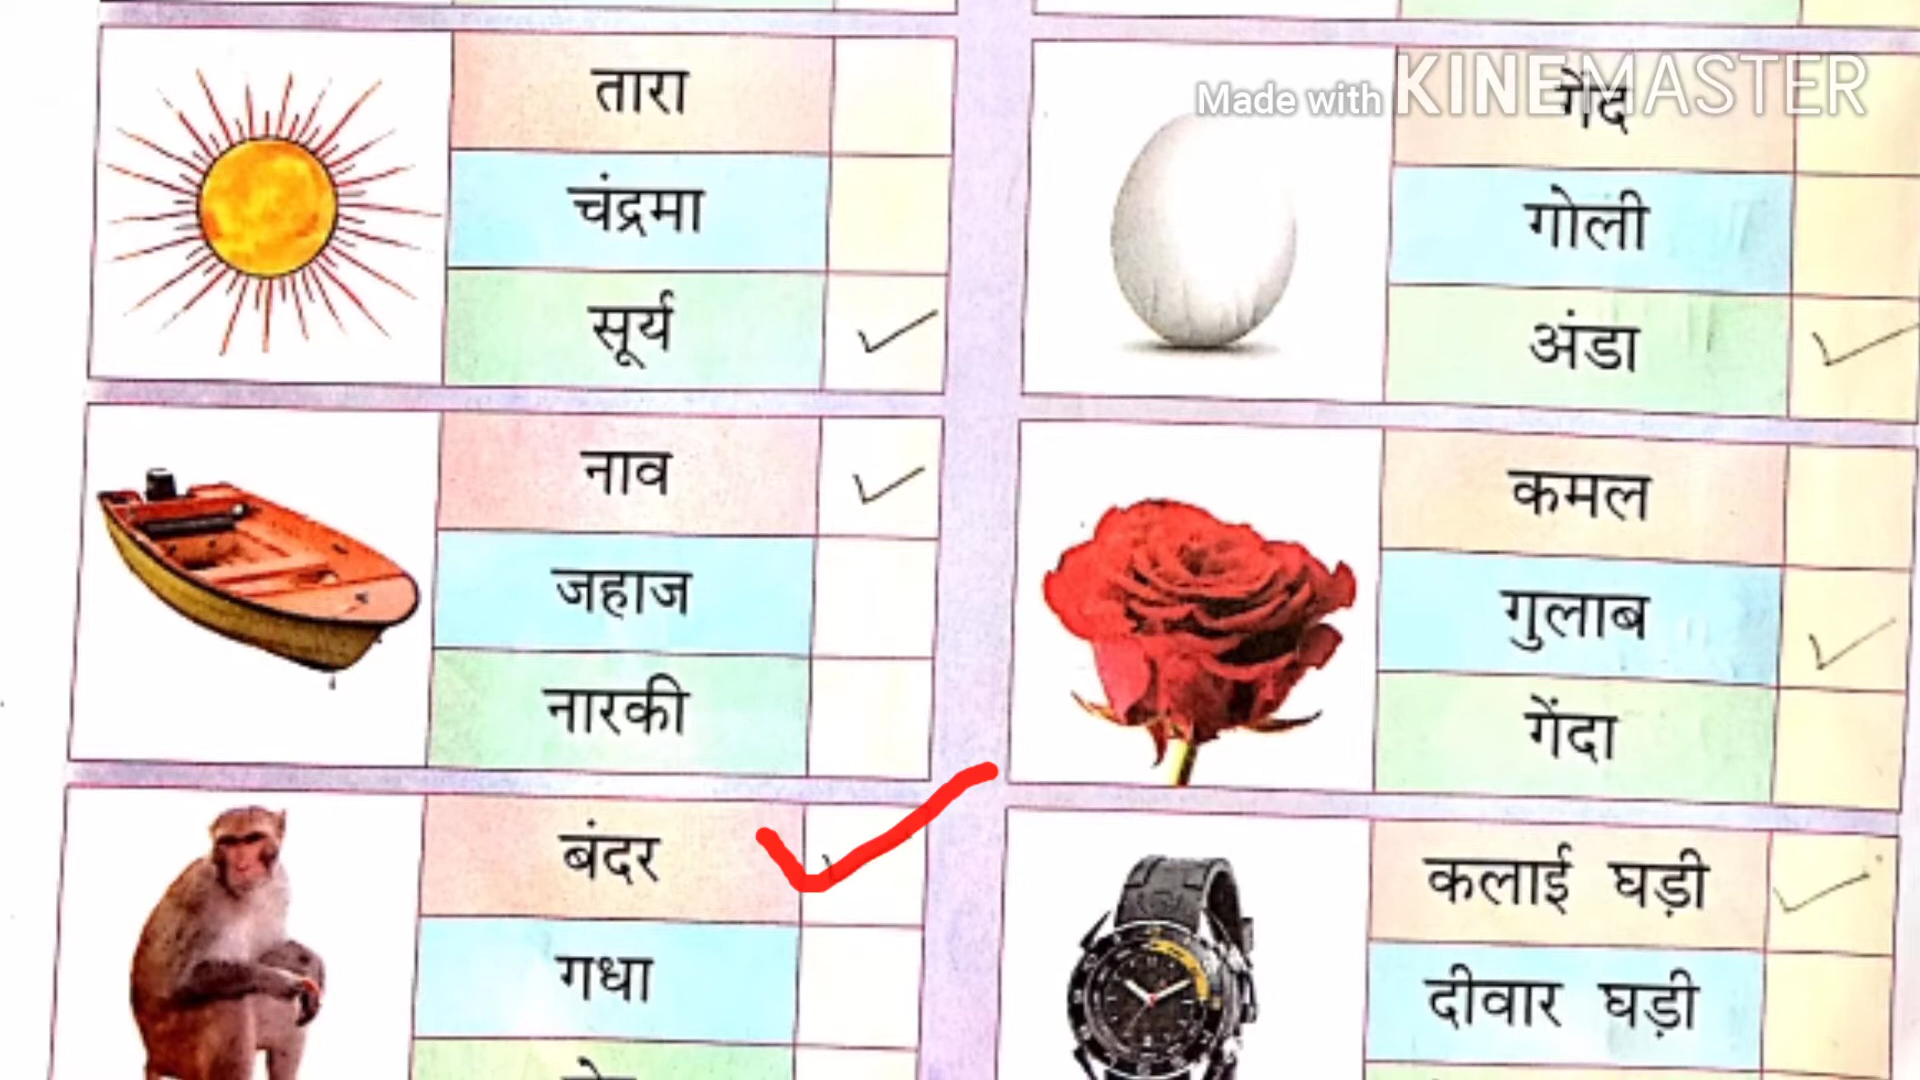 Made with KINEMASTER
तारा
चंद्रमा
सूर्य
गेंद
गोली
अंडा
नाव
जहाज
नारकी
कमल
गुलाब
गेंदा
बंदर
गधा
कलाई घड़ी
दीवार घड़ी